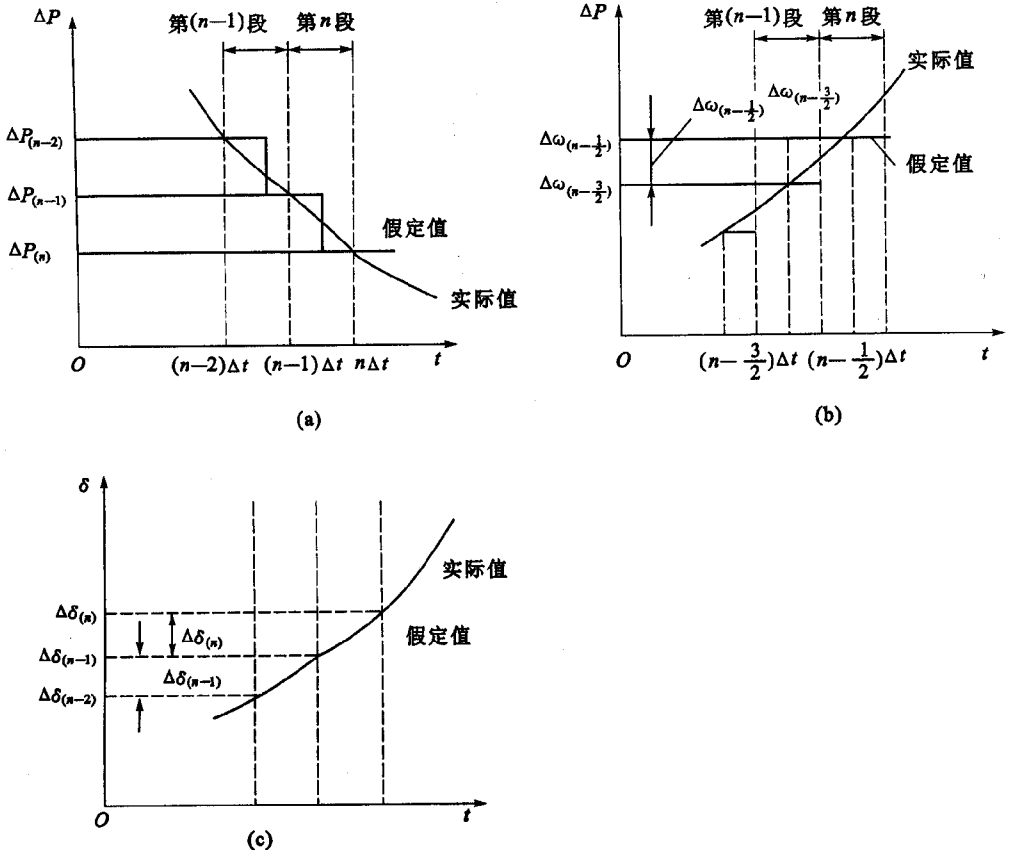 ΔP
第(n−1)段 第n段
ΔP(n−2)
ΔP(n−1)
ΔP(n)
假定值
实际值
O
(n−2)Δt (n−1)Δt nΔt
t
(a)
ΔP
第(n−1)段 第n段
实际值
Δω(n−1/2) Δω(n−3/2)
Δω(n−1/2)
假定值
Δω(n−3/2)
O
(n−3/2)Δt (n−1/2)Δt
t
(b)
δ
实际值
Δδ(n)
Δδ(n)
假定值
Δδ(n−1)
Δδ(n−1)
Δδ(n−2)
O
t
(c)